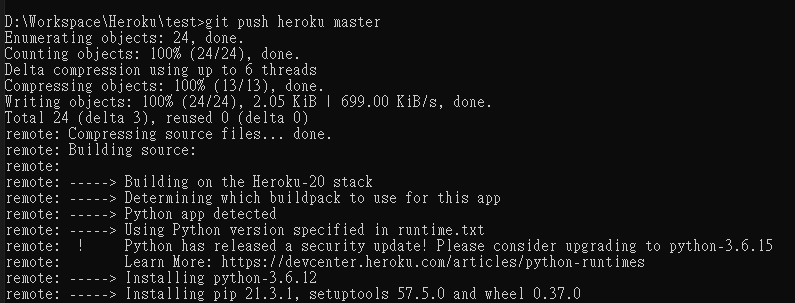 D:\Workspace\Heroku\test>git push heroku master
Enumerating objects: 24, done.
Counting objects: 100% (24/24), done.
Delta compression using up to 6 threads
Compressing objects: 100% (13/13), done.
Writing objects: 100% (24/24), 2.05 KiB | 699.00 KiB/s, done.
Total 24 (delta 3), reused 0 (delta 0)
remote: Compressing source files... done.
remote: Building source:
remote:
remote: -----> Building on the Heroku-20 stack
remote: -----> Determining which buildpack to use for this app
remote: -----> Python app detected
remote: -----> Using Python version specified in runtime.txt
remote:  !     Python has released a security update! Please consider upgrading to python-3.6.15
remote:        Learn More: https://devcenter.heroku.com/articles/python-runtimes
remote: -----> Installing python-3.6.12
remote: -----> Installing pip 21.3.1, setuptools 57.5.0 and wheel 0.37.0